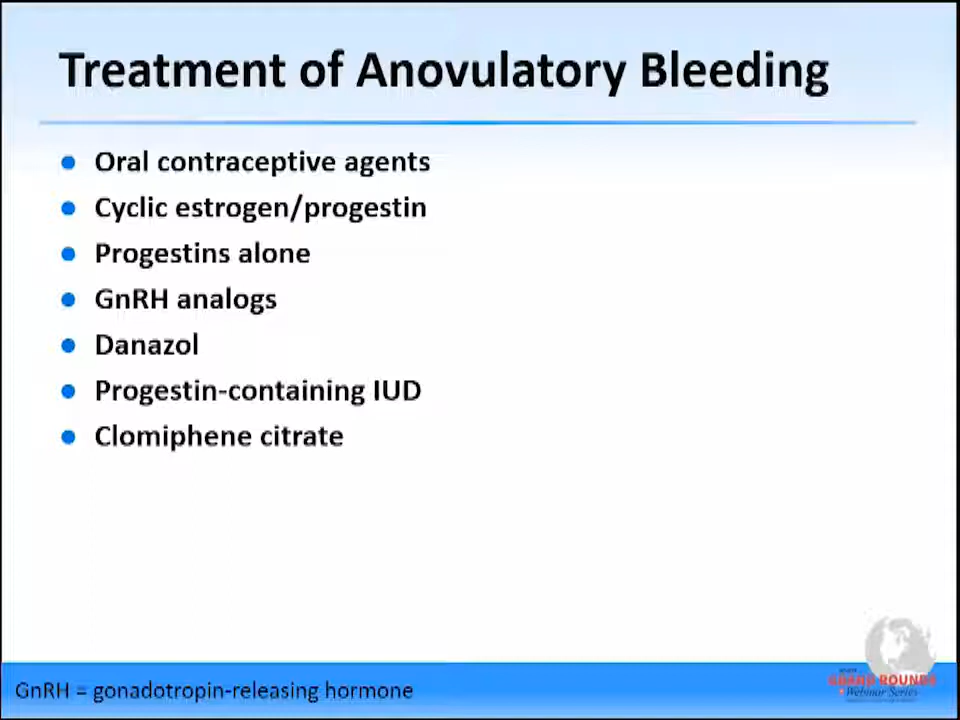 Treatment of Anovulatory Bleeding
Oral contraceptive agents
Cyclic estrogen/progestin
Progestins alone
GnRH analogs
Danazol
Progestin-containing IUD
Clomiphene citrate
GnRH = gonadotropin-releasing hormone
GRAND ROUNDS
Webinar Series